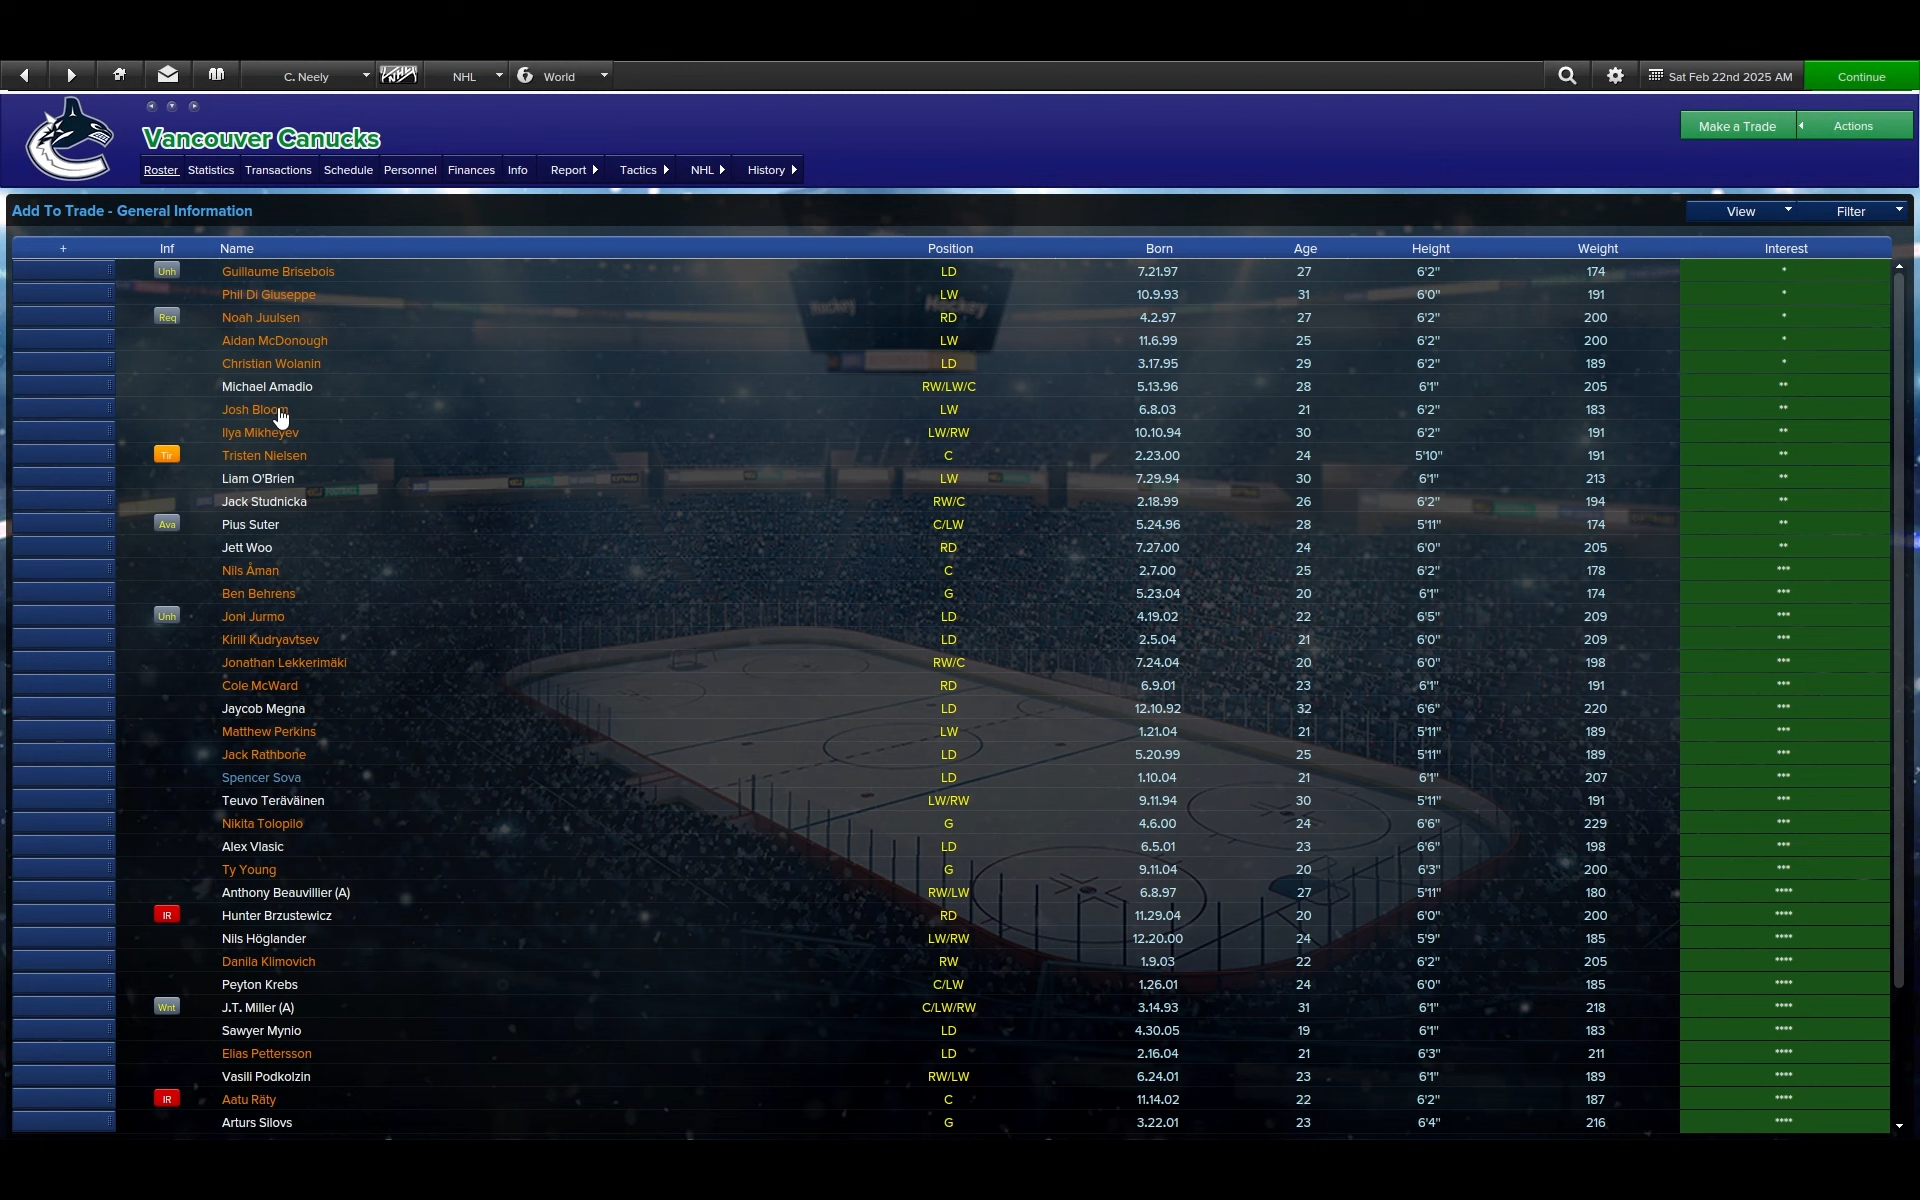 C. Neely NHL World Sat Feb 22nd 2025 AM Continue
Vancouver Canucks
Make a Trade Actions
Roster Statistics Transactions Schedule Personnel Finances Info Report Tactics NHL History
Add To Trade - General Information View Filter
+ Inf Name Position Born Age Height Weight Interest
Unh Guillaume Brisebois LD 7.21.97 27 6'2" 174 *
Phil Di Giuseppe LW 10.9.93 31 6'0" 191 *
Req Noah Juulsen RD 4.2.97 27 6'2" 200 *
Aidan McDonough LW 11.6.99 25 6'2" 200 *
Christian Wolanin LD 3.17.95 29 6'2" 189 *
Michael Amadio RW/LW/C 5.13.96 28 6'1" 205 **
Josh Bloom LW 6.8.03 21 6'2" 183 **
Ilya Mikheyev LW/RW 10.10.94 30 6'2" 191 **
Tir Tristen Nielsen C 2.23.00 24 5'10" 191 **
Liam O'Brien LW 7.29.94 30 6'1" 213 **
Jack Studnicka RW/C 2.18.99 26 6'2" 194 **
Ava Pius Suter C/LW 5.24.96 28 5'11" 174 **
Jett Woo RD 7.27.00 24 6'0" 205 **
Nils Åman C 2.7.00 25 6'2" 178 ***
Ben Behrens G 5.23.04 20 6'1" 174 ***
Unh Joni Jurmo LD 4.19.02 22 6'5" 209 ***
Kirill Kudryavtsev LD 2.5.04 21 6'0" 209 ***
Jonathan Lekkerimäki RW/C 7.24.04 20 6'0" 198 ***
Cole McWard RD 6.9.01 23 6'1" 191 ***
Jaycob Megna LD 12.10.92 32 6'6" 220 ***
Matthew Perkins LW 1.21.04 21 5'11" 189 ***
Jack Rathbone LD 5.20.99 25 5'11" 189 ***
Spencer Sova LD 1.10.04 21 6'1" 207 ***
Teuvo Teräväinen LW/RW 9.11.94 30 5'11" 191 ***
Nikita Tolopilo G 4.6.00 24 6'6" 229 ***
Alex Vlasic LD 6.5.01 23 6'6" 198 ***
Ty Young G 9.11.04 20 6'3" 200 ***
Anthony Beauvillier (A) RW/LW 6.8.97 27 5'11" 180 ****
IR Hunter Brzustewicz RD 11.29.04 20 6'0" 200 ****
Nils Höglander LW/RW 12.20.00 24 5'9" 185 ****
Danila Klimovich RW 1.9.03 22 6'2" 205 ****
Peyton Krebs C/LW 1.26.01 24 6'0" 185 ****
Wnt J.T. Miller (A) C/LW/RW 3.14.93 31 6'1" 218 ****
Sawyer Mynio LD 4.30.05 19 6'1" 183 ****
Elias Pettersson LD 2.16.04 21 6'3" 211 ****
Vasili Podkolzin RW/LW 6.24.01 23 6'1" 189 ****
IR Aatu Räty C 11.14.02 22 6'2" 187 ****
Arturs Silovs G 3.22.01 23 6'4" 216 ****